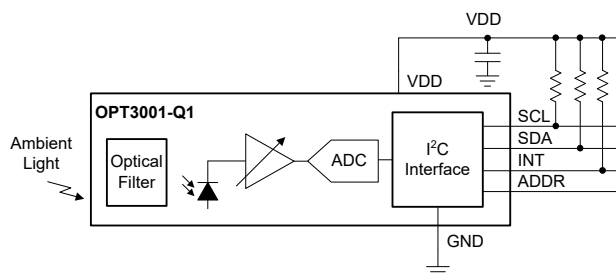 VDD
VDD
OPT3001-Q1
SCL
SDA
INT
ADDR
Ambient
Light
Optical
Filter
ADC
I²C
Interface
GND